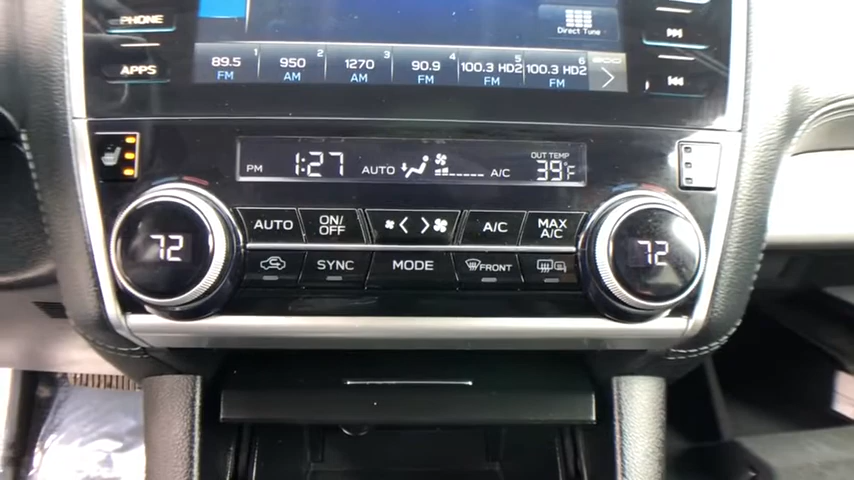 PHONE
APPS
Direct Tune
89.5 1 FM
950 2 AM
1270 3 AM
90.9 4 FM
100.3 HD2 5 FM
100.3 HD2 6 FM
PM 1:27 AUTO A/C OUT TEMP 39°F
72
AUTO ON/OFF A/C MAX A/C
72
SYNC MODE FRONT